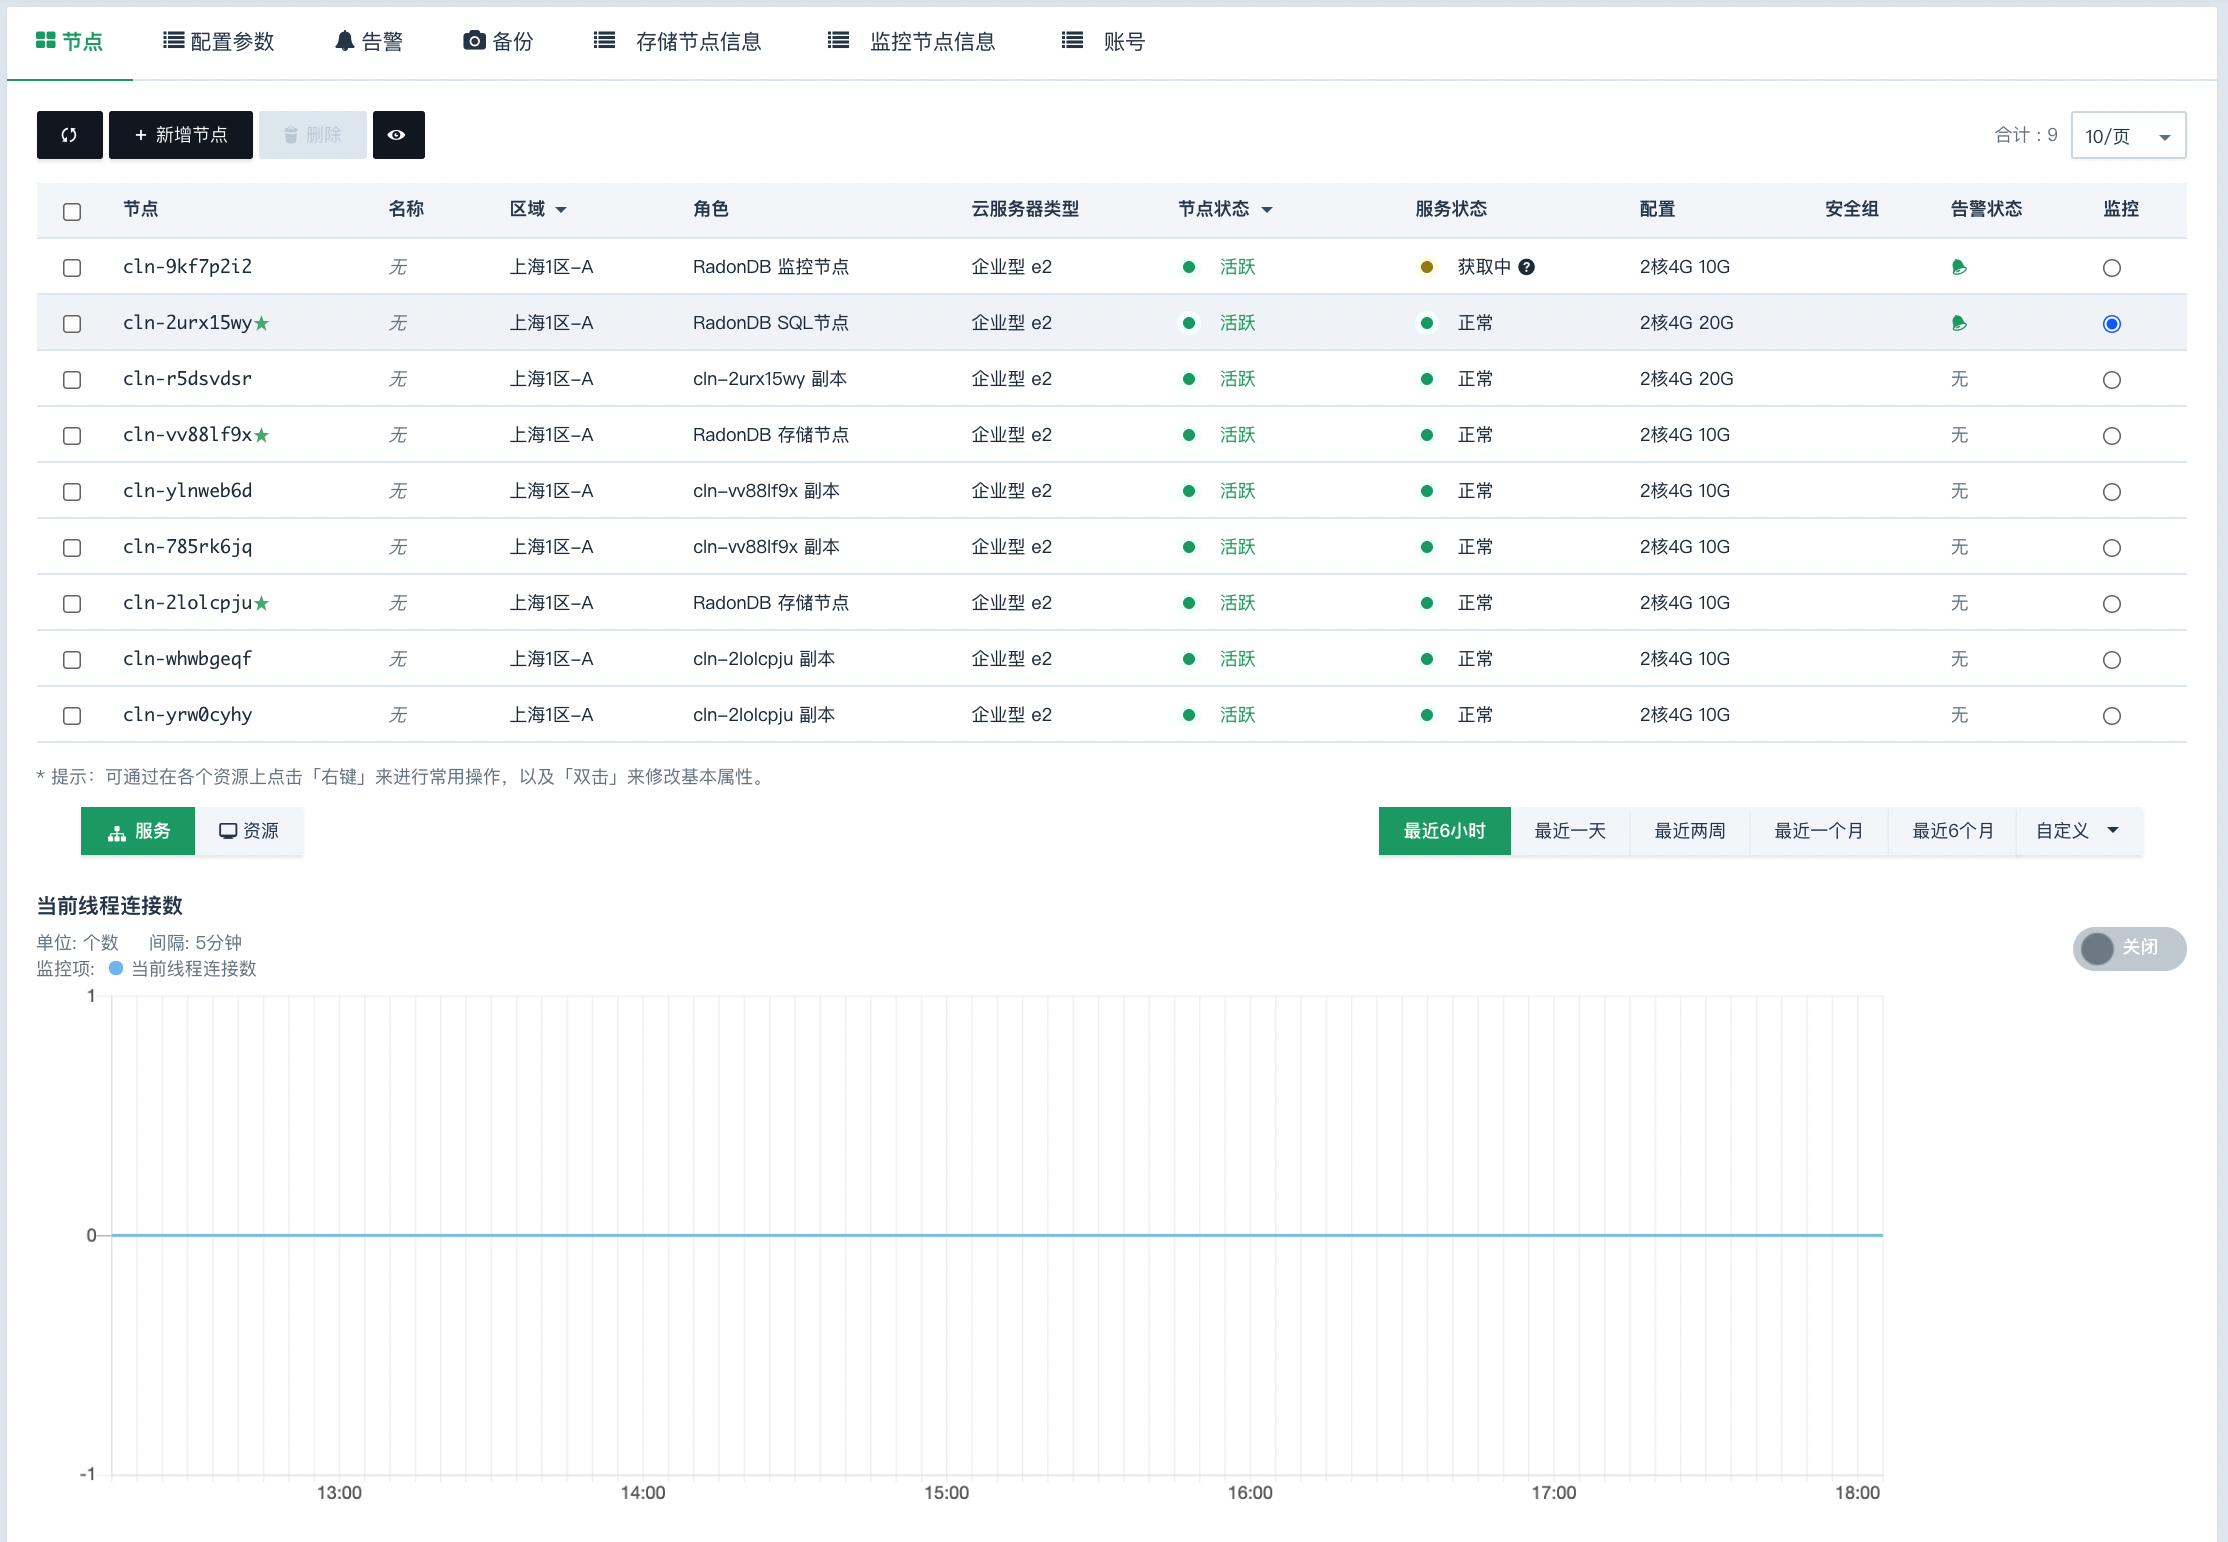 节点 配置参数 告警 备份 存储节点信息 监控节点信息 账号
+ 新增节点 删除 合计：9 10/页
节点 名称 区域 角色 云服务器类型 节点状态 服务状态 配置 安全组 告警状态 监控
cln-9kf7p2i2 无 上海1区-A RadonDB 监控节点 企业型 e2 活跃 获取中 ? 2核4G 10G
cln-2urx15wy★ 无 上海1区-A RadonDB SQL节点 企业型 e2 活跃 正常 2核4G 20G
cln-r5dsvdsr 无 上海1区-A cln-2urx15wy 副本 企业型 e2 活跃 正常 2核4G 20G 无
cln-vv88lf9x★ 无 上海1区-A RadonDB 存储节点 企业型 e2 活跃 正常 2核4G 10G 无
cln-ylnweb6d 无 上海1区-A cln-vv88lf9x 副本 企业型 e2 活跃 正常 2核4G 10G 无
cln-785rk6jq 无 上海1区-A cln-vv88lf9x 副本 企业型 e2 活跃 正常 2核4G 10G 无
cln-2lolcpju★ 无 上海1区-A RadonDB 存储节点 企业型 e2 活跃 正常 2核4G 10G 无
cln-whwbgeqf 无 上海1区-A cln-2lolcpju 副本 企业型 e2 活跃 正常 2核4G 10G 无
cln-yrw0cyhy 无 上海1区-A cln-2lolcpju 副本 企业型 e2 活跃 正常 2核4G 10G 无
* 提示：可通过在各个资源上点击「右键」来进行常用操作，以及「双击」来修改基本属性。
服务 资源 最近6小时 最近一天 最近两周 最近一个月 最近6个月 自定义
当前线程连接数
单位: 个数 间隔: 5分钟
关闭
监控项: 当前线程连接数
1
0
-1
13:00 14:00 15:00 16:00 17:00 18:00